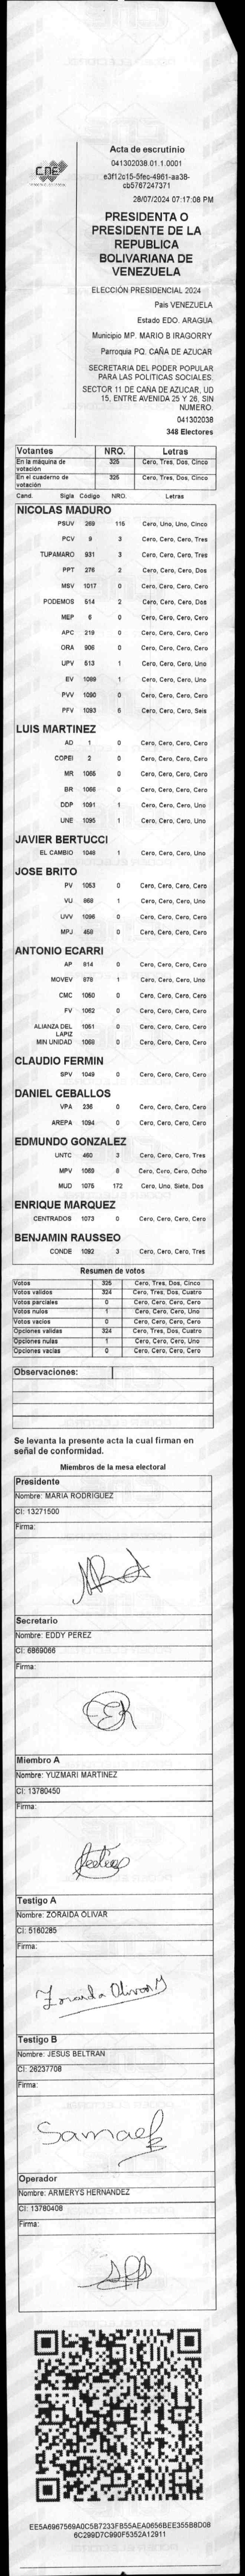 CNE
Acta de escrutinio
041302038.01.1.0001
e3f12c15-5fec-4961-aa38-
cb5767247371
28/07/2024 07:17:08 PM
PRESIDENTA O
PRESIDENTE DE LA
REPUBLICA
BOLIVARIANA DE
VENEZUELA
ELECCIÓN PRESIDENCIAL 2024
Pais VENEZUELA
Estado EDO. ARAGUA
Municipio MP. MARIO B IRAGORRY
Parroquia PQ. CAÑA DE AZUCAR
SECRETARIA DEL PODER POPULAR
PARA LAS POLITICAS SOCIALES.
SECTOR 11 DE CAÑA DE AZUCAR, UD
15, ENTRE AVENIDA 25 Y 26, SIN
NUMERO.
041302038
348 Electores
Votantes NRO. Letras
En la máquina de votación 325 Cero, Tres, Dos, Cinco
En el cuaderno de votación 325 Cero, Tres, Dos, Cinco
Cand. Sigla Código NRO. Letras
NICOLAS MADURO
PSUV 269 115 Cero, Uno, Uno, Cinco
PCV 9 3 Cero, Cero, Cero, Tres
TUPAMARO 931 3 Cero, Cero, Cero, Tres
PPT 276 2 Cero, Cero, Cero, Dos
MSV 1017 0 Cero, Cero, Cero, Cero
PODEMOS 514 2 Cero, Cero, Cero, Dos
MEP 6 0 Cero, Cero, Cero, Cero
APC 219 0 Cero, Cero, Cero, Cero
ORA 906 0 Cero, Cero, Cero, Cero
UPV 513 1 Cero, Cero, Cero, Uno
EV 1089 1 Cero, Cero, Cero, Uno
PVV 1090 0 Cero, Cero, Cero, Cero
PFV 1093 6 Cero, Cero, Cero, Seis
LUIS MARTINEZ
AD 1 0 Cero, Cero, Cero, Cero
COPEI 2 0 Cero, Cero, Cero, Cero
MR 1055 0 Cero, Cero, Cero, Cero
BR 1066 0 Cero, Cero, Cero, Cero
DDP 1091 1 Cero, Cero, Cero, Uno
UNE 1095 1 Cero, Cero, Cero, Uno
JAVIER BERTUCCI
EL CAMBIO 1048 1 Cero, Cero, Cero, Uno
JOSE BRITO
PV 1053 0 Cero, Cero, Cero, Cero
VU 868 1 Cero, Cero, Cero, Uno
UVV 1096 0 Cero, Cero, Cero, Cero
MPJ 459 0 Cero, Cero, Cero, Cero
ANTONIO ECARRI
AP 814 0 Cero, Cero, Cero, Cero
MOVEV 878 1 Cero, Cero, Cero, Uno
CMC 1050 0 Cero, Cero, Cero, Cero
FV 1062 0 Cero, Cero, Cero, Cero
ALIANZA DEL LAPIZ 1051 0 Cero, Cero, Cero, Cero
MIN UNIDAD 1069 0 Cero, Cero, Cero, Cero
CLAUDIO FERMIN
SPV 1049 0 Cero, Cero, Cero, Cero
DANIEL CEBALLOS
VPA 236 0 Cero, Cero, Cero, Cero
AREPA 1094 0 Cero, Cero, Cero, Cero
EDMUNDO GONZALEZ
UNTC 460 3 Cero, Cero, Cero, Tres
MPV 1069 8 Cero, Cero, Cero, Ocho
MUD 1075 172 Cero, Uno, Siete, Dos
ENRIQUE MARQUEZ
CENTRADOS 1073 0 Cero, Cero, Cero, Cero
BENJAMIN RAUSSEO
CONDE 1092 3 Cero, Cero, Cero, Tres
Resumen de votos
Votos 325 Cero, Tres, Dos, Cinco
Votos validos 324 Cero, Tres, Dos, Cuatro
Votos parciales 0 Cero, Cero, Cero, Cero
Votos nulos 1 Cero, Cero, Cero, Uno
Votos vacios 0 Cero, Cero, Cero, Cero
Opciones validas 324 Cero, Tres, Dos, Cuatro
Opciones nulas 1 Cero, Cero, Cero, Uno
Opciones vacias 0 Cero, Cero, Cero, Cero
Observaciones:
Se levanta la presente acta la cual firman en
señal de conformidad.
Miembros de la mesa electoral
Presidente
Nombre: MARIA RODRIGUEZ
CI: 13271500
Firma:
Secretario
Nombre: EDDY PEREZ
CI: 6869066
Firma:
Miembro A
Nombre: YUZMARI MARTINEZ
CI: 13780450
Firma:
Testigo A
Nombre: ZORAIDA OLIVAR
CI: 5160285
Firma:
Zoraida Olivar
Testigo B
Nombre: JESUS BELTRAN
CI: 26237708
Firma:
Samael
Operador
Nombre: ARMERYS HERNANDEZ
CI: 13780408
Firma:
EE5A6967569A0C5B7233FB55AEA0656BEE355B8D08
6C299D7C990F5352A12911